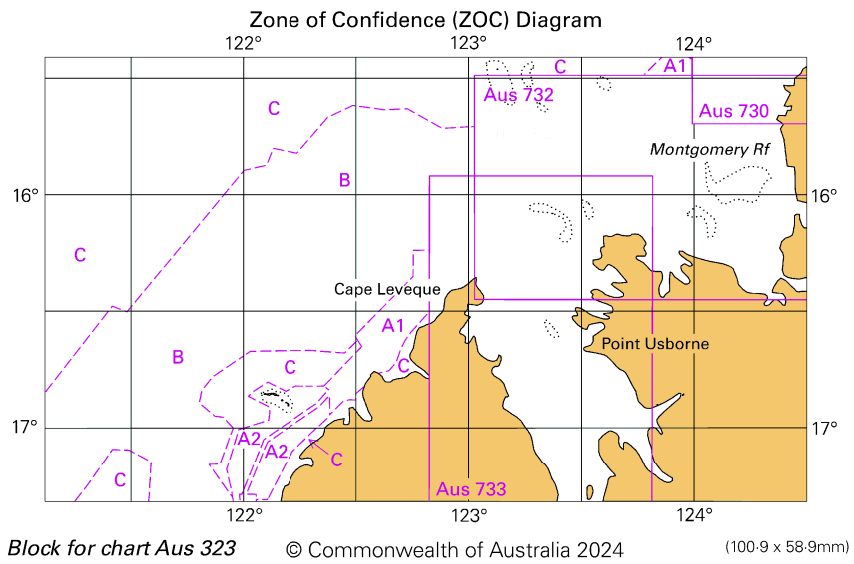 Zone of Confidence (ZOC) Diagram
122° 123° 124°
C A1
Aus 732
C Aus 730
Montgomery Rf
B
16° 16°
C
Cape Leveque
A1
Point Usborne
B
C C
17° A2 17°
A2
C
C
Aus 733
122° 123° 124°
Block for chart Aus 323 © Commonwealth of Australia 2024 (100·9 x 58·9mm)